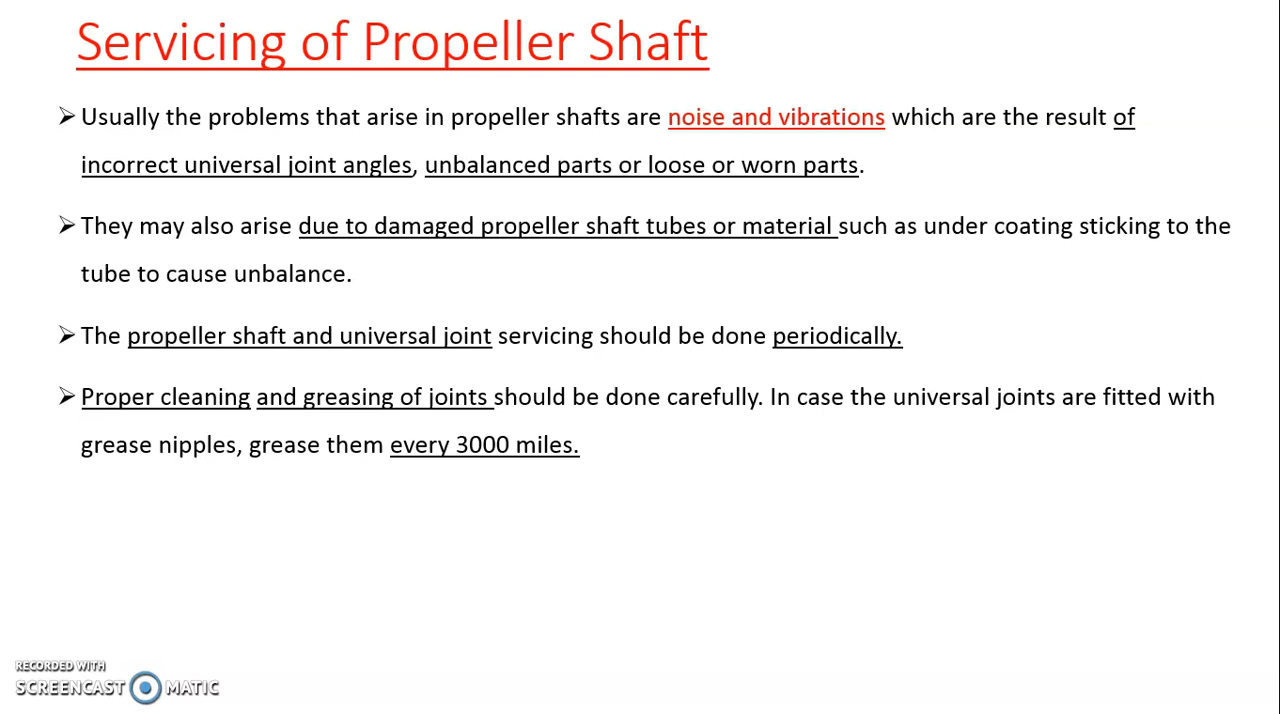 Servicing of Propeller Shaft
➢ Usually the problems that arise in propeller shafts are noise and vibrations which are the result of
incorrect universal joint angles, unbalanced parts or loose or worn parts.
➢ They may also arise due to damaged propeller shaft tubes or material such as under coating sticking to the
tube to cause unbalance.
➢ The propeller shaft and universal joint servicing should be done periodically.
➢ Proper cleaning and greasing of joints should be done carefully. In case the universal joints are fitted with
grease nipples, grease them every 3000 miles.
RECORDED WITH
SCREENCAST MATIC